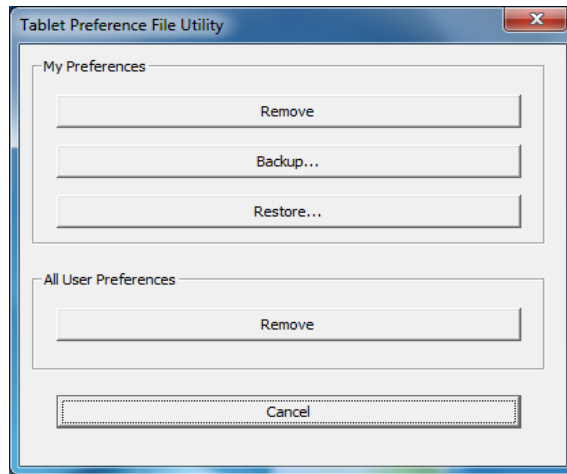 Tablet Preference File Utility
My Preferences
Remove
Backup...
Restore...
All User Preferences
Remove
Cancel